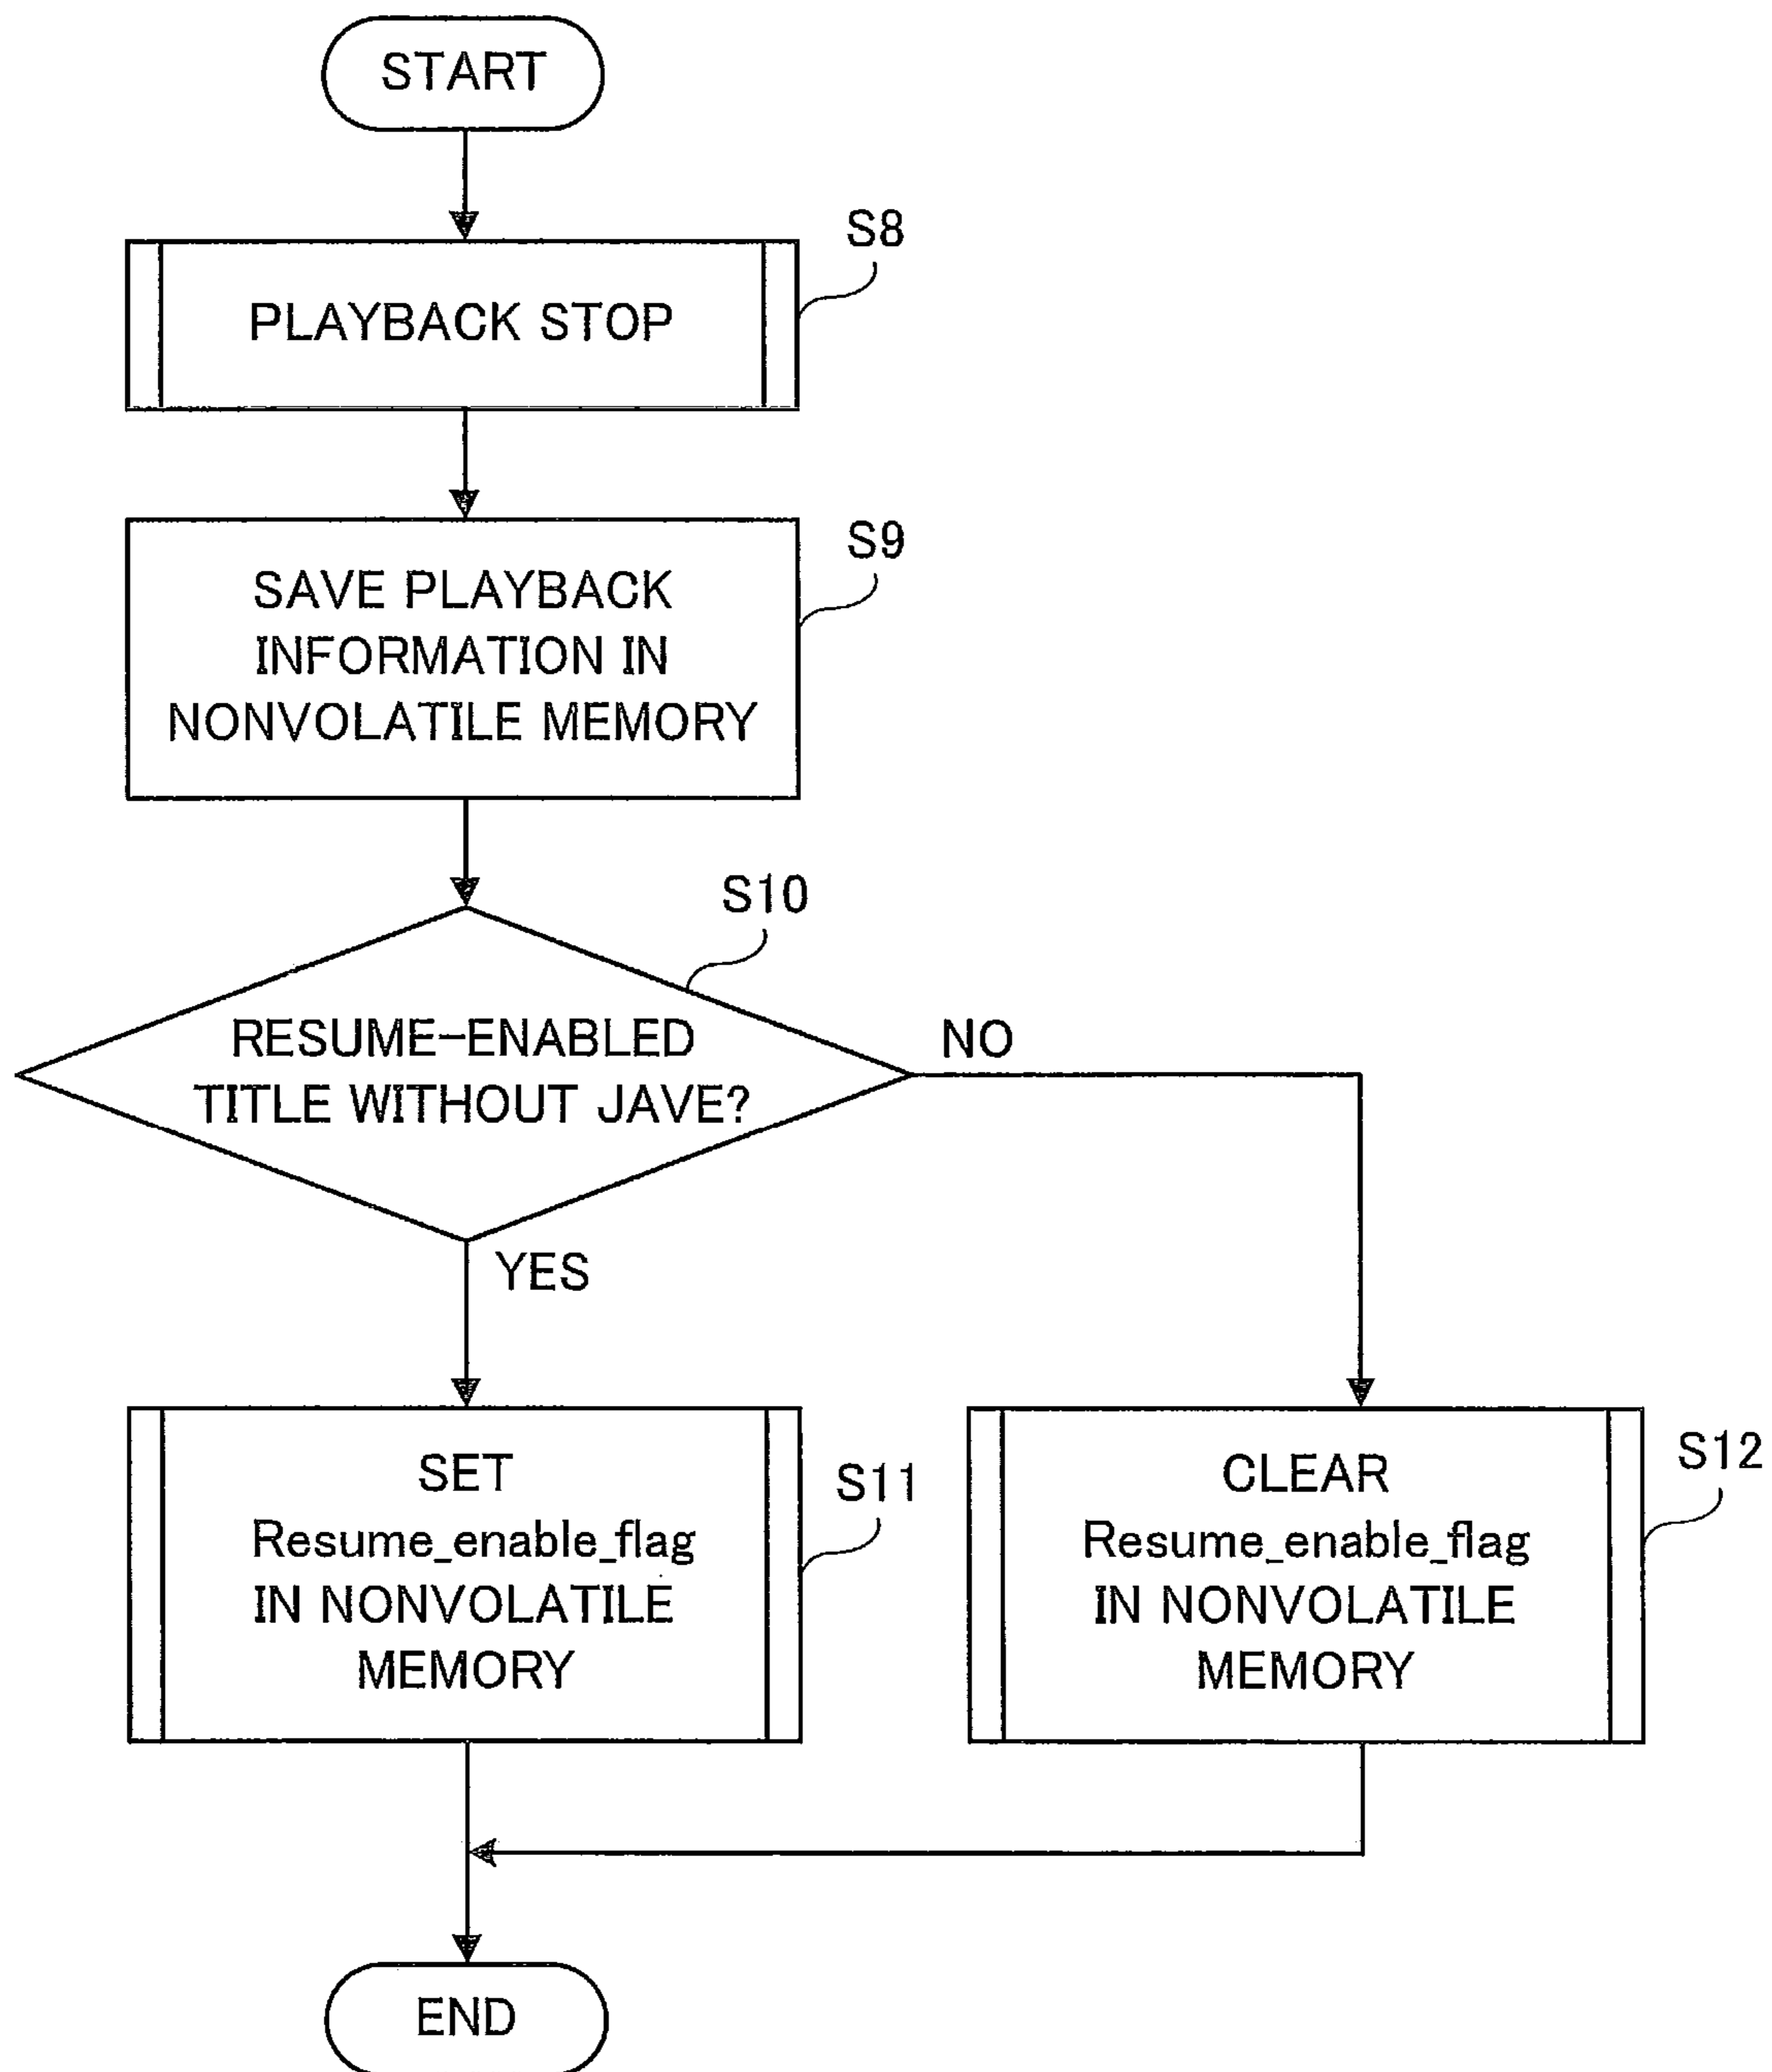 START
S8
PLAYBACK STOP
S9
SAVE PLAYBACK
INFORMATION IN
NONVOLATILE MEMORY
S10
RESUME-ENABLED
TITLE WITHOUT JAVE?
NO
YES
S11
SET
Resume_enable_flag
IN NONVOLATILE
MEMORY
S12
CLEAR
Resume_enable_flag
IN NONVOLATILE
MEMORY
END